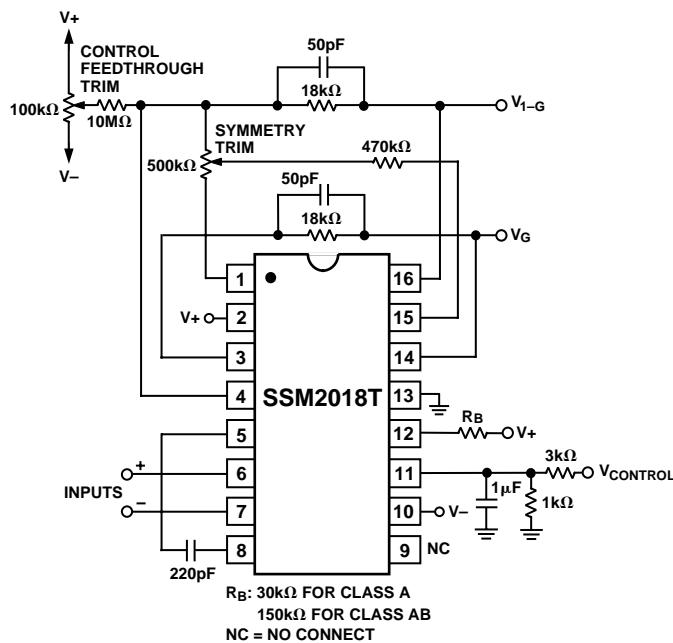 V+
CONTROL
FEEDTHROUGH
TRIM
100kΩ
10MΩ
V–
50pF
18kΩ
V1–G
SYMMETRY
TRIM
500kΩ
470kΩ
50pF
18kΩ
VG
1
16
V+
2
15
3
14
4
SSM2018T
13
5
12
RB
V+
INPUTS
+
6
11
3kΩ
VCONTROL
1µF
1kΩ
–
7
10
V–
8
9
NC
220pF
RB: 30kΩ FOR CLASS A
150kΩ FOR CLASS AB
NC = NO CONNECT